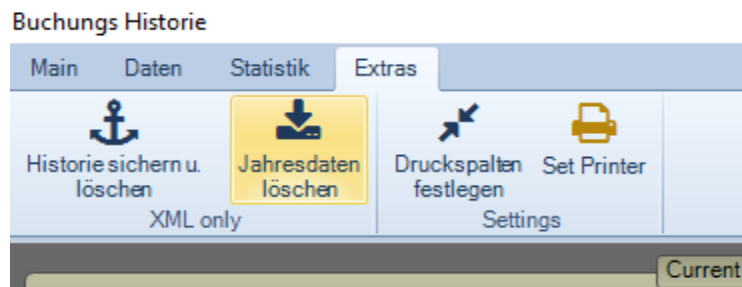 Buchungs Historie
Main Daten Statistik Extras
Historie sichern u. löschen
Jahresdaten löschen
Druckspalten festlegen
Set Printer
XML only
Settings
Current